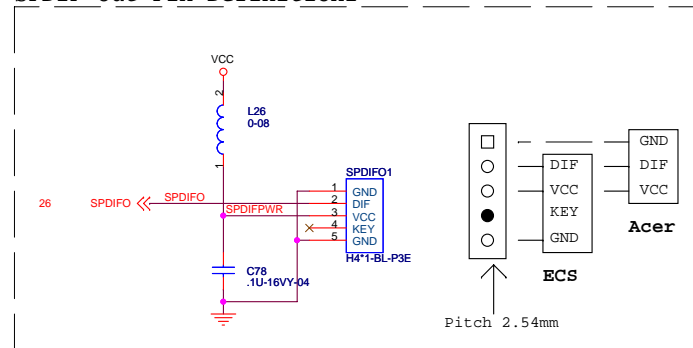 VCC
2
L26
0-08
1
26 SPDIFO SPDIFO
SPDIFPWR
SPDIFO1
1 GND
2 DIF
3 VCC
4 KEY
5 GND
H4*1-BL-P3E
C78
.1U-16VY-04
DIF
VCC
KEY
GND
ECS
GND
DIF
VCC
Acer
Pitch 2.54mm